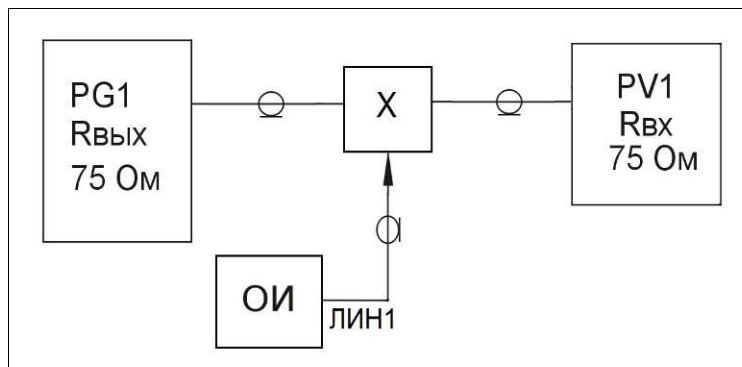 PG1
Rвых
75 Ом
X
PV1
Rвх
75 Ом
ОИ
ЛИН1